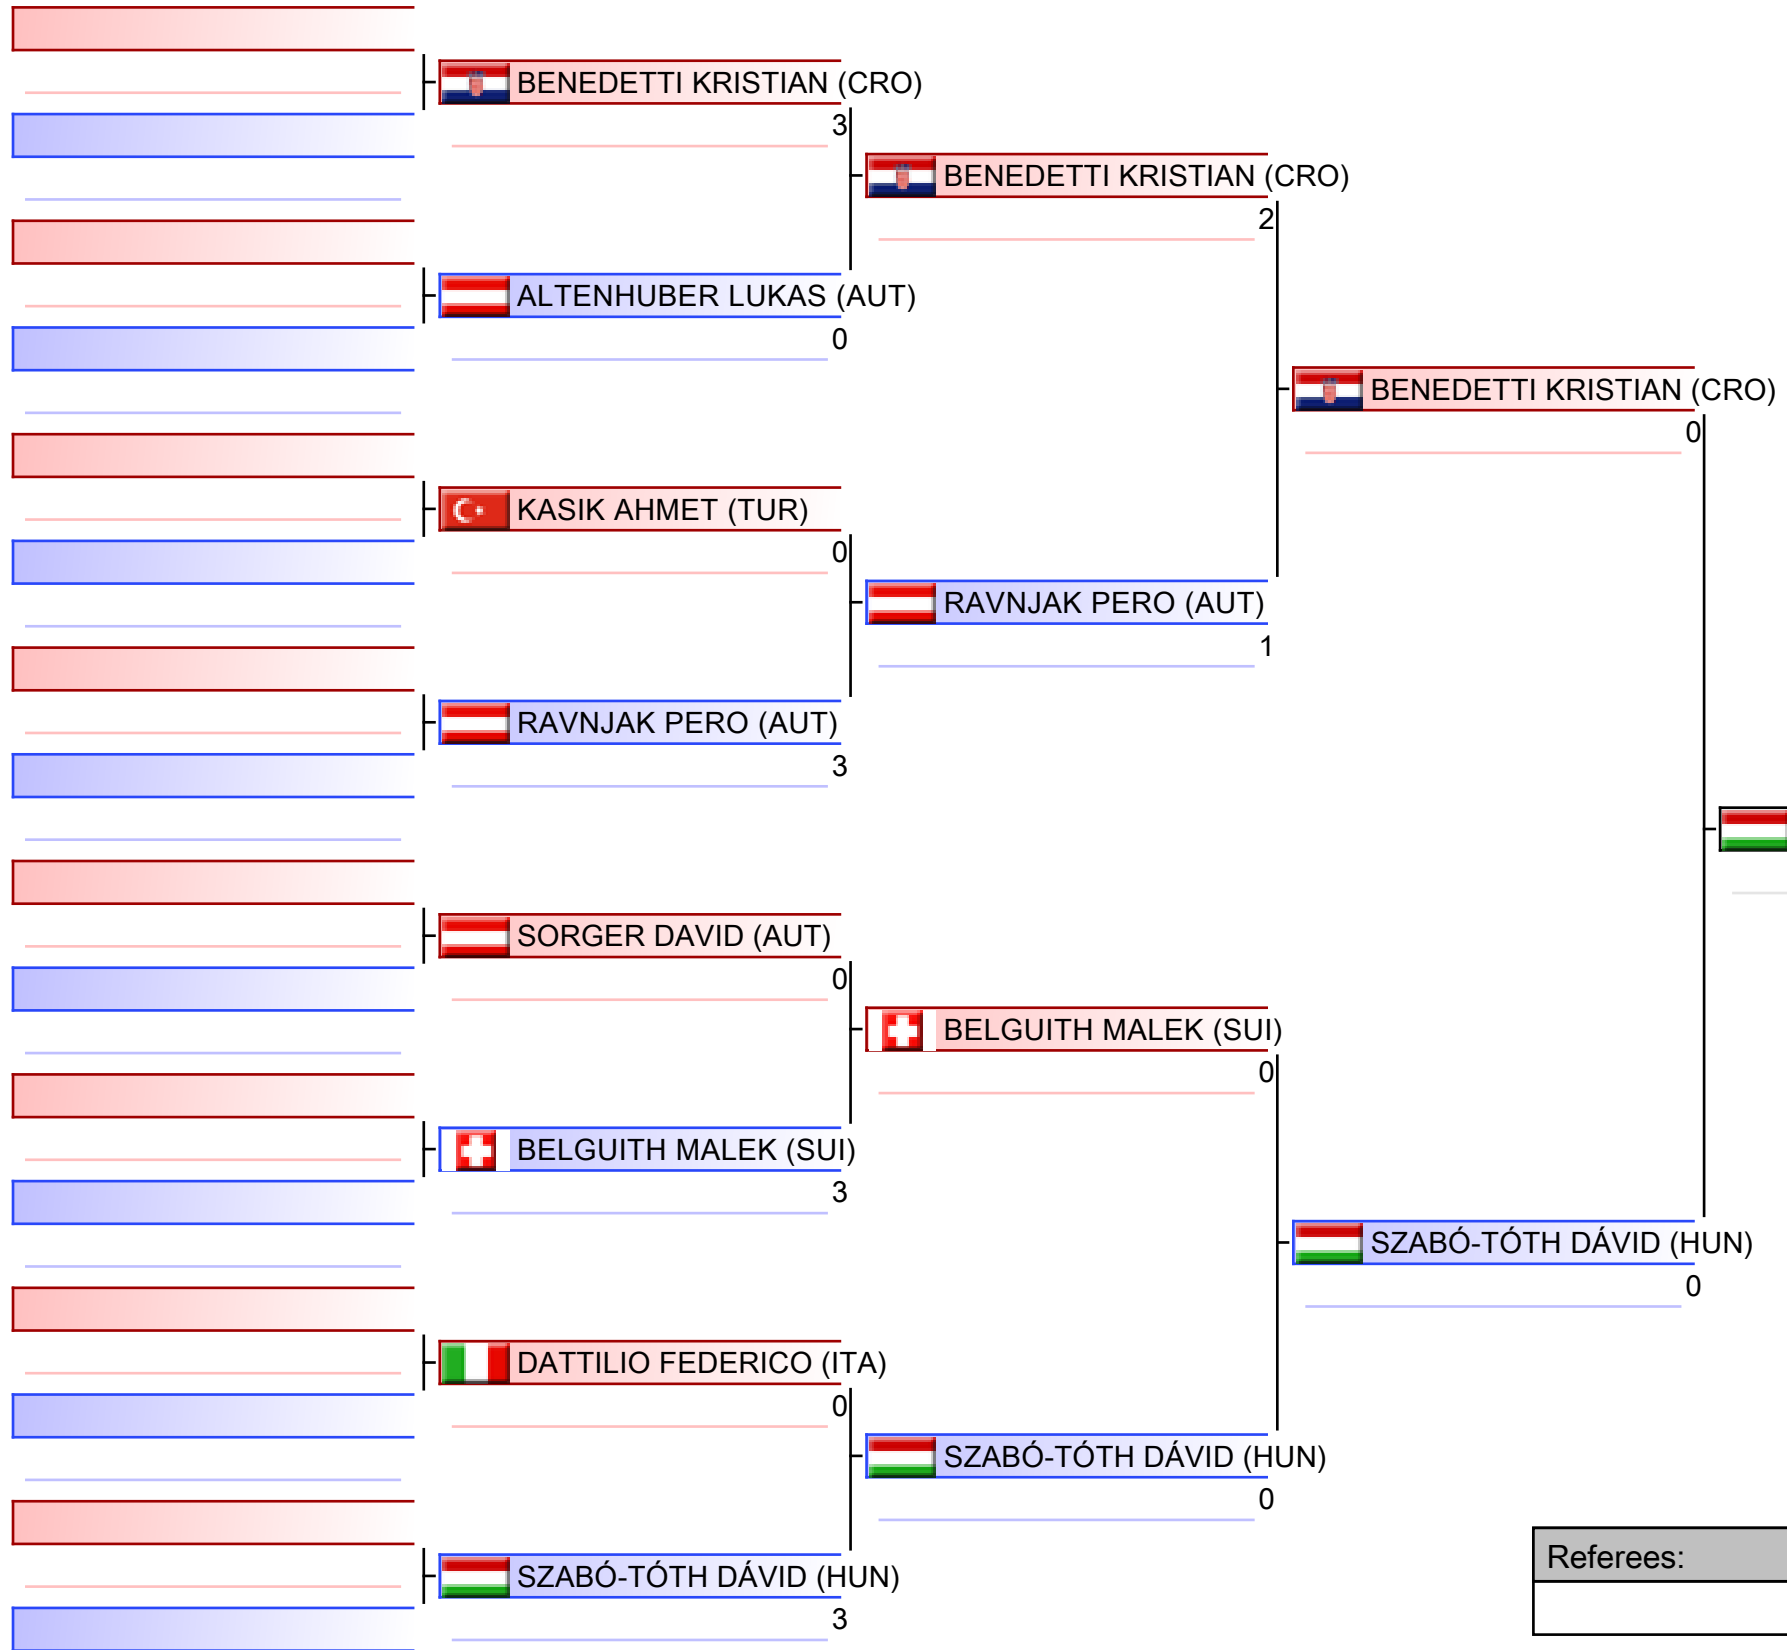 BENEDETTI KRISTIAN (CRO)
3
BENEDETTI KRISTIAN (CRO)
2
ALTENHUBER LUKAS (AUT)
0
BENEDETTI KRISTIAN (CRO)
0
KASIK AHMET (TUR)
0
RAVNJAK PERO (AUT)
1
RAVNJAK PERO (AUT)
3
SORGER DAVID (AUT)
0
BELGUITH MALEK (SUI)
0
BELGUITH MALEK (SUI)
3
SZABÓ-TÓTH DÁVID (HUN)
0
DATTILIO FEDERICO (ITA)
0
SZABÓ-TÓTH DÁVID (HUN)
0
SZABÓ-TÓTH DÁVID (HUN)
3
Referees: